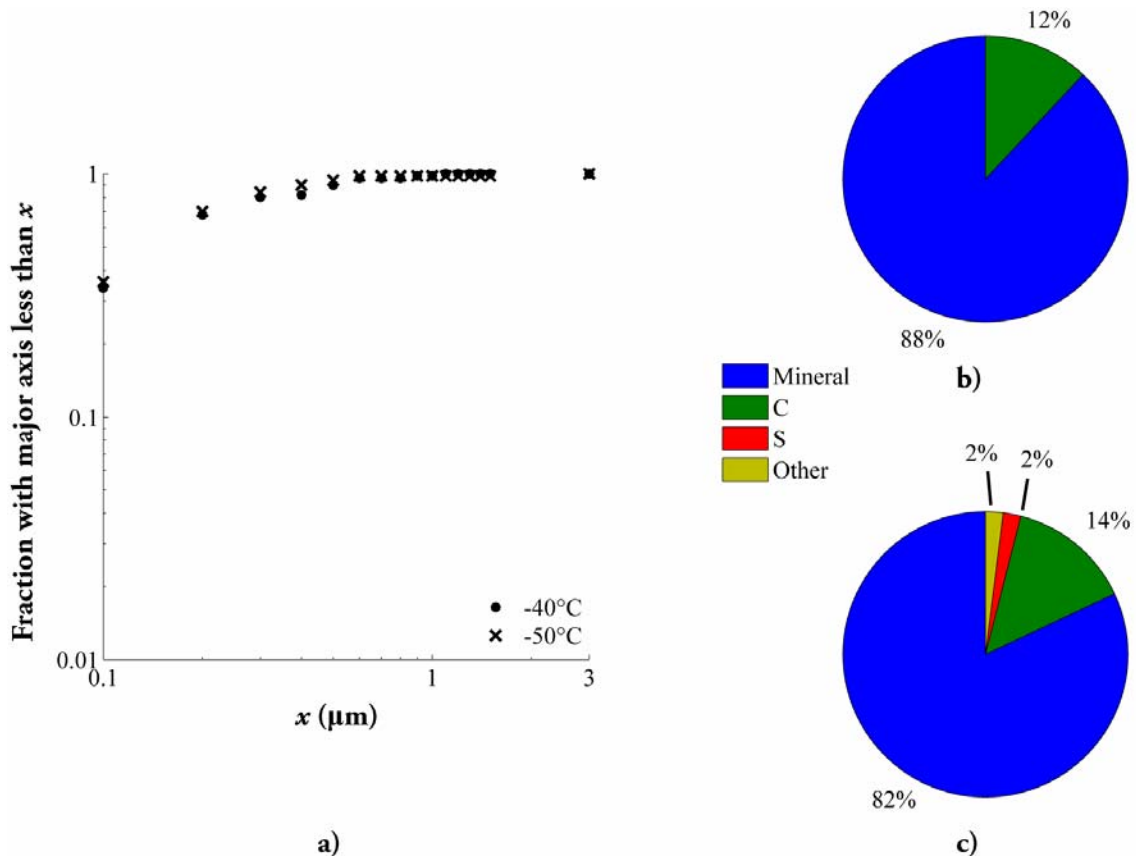 Fraction with major axis less than x
1
0.1
0.01
0.1
1
3
x (μm)
-40°C
-50°C
a)
12%
88%
b)
Mineral
C
S
Other
2%
2%
14%
82%
c)